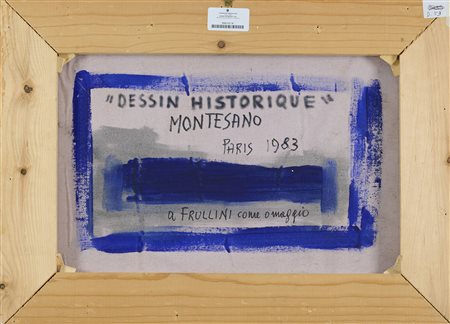 "DESSIN HISTORIQUE"
MONTESANO
PARIS 1983
a FRULLINI come omaggio